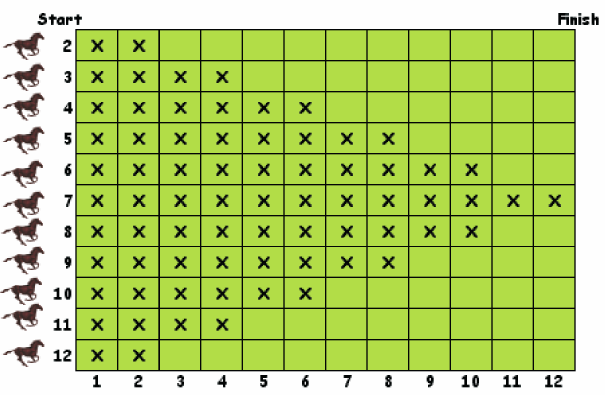 Start Finish
2 X X
3 X X X X
4 X X X X X X
5 X X X X X X X X
6 X X X X X X X X X X
7 X X X X X X X X X X X X
8 X X X X X X X X X X
9 X X X X X X X X
10 X X X X X X
11 X X X X
12 X X
1 2 3 4 5 6 7 8 9 10 11 12